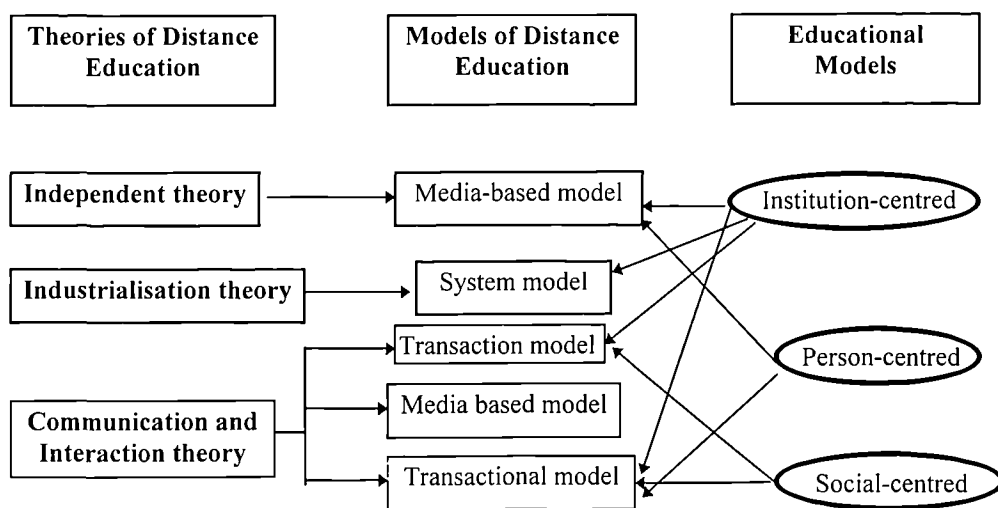 Theories of Distance
Education
Models of Distance
Education
Educational
Models
Independent theory
Media-based model
Institution-centred
Industrialisation theory
System model
Transaction model
Person-centred
Media based model
Communication and
Interaction theory
Transactional model
Social-centred